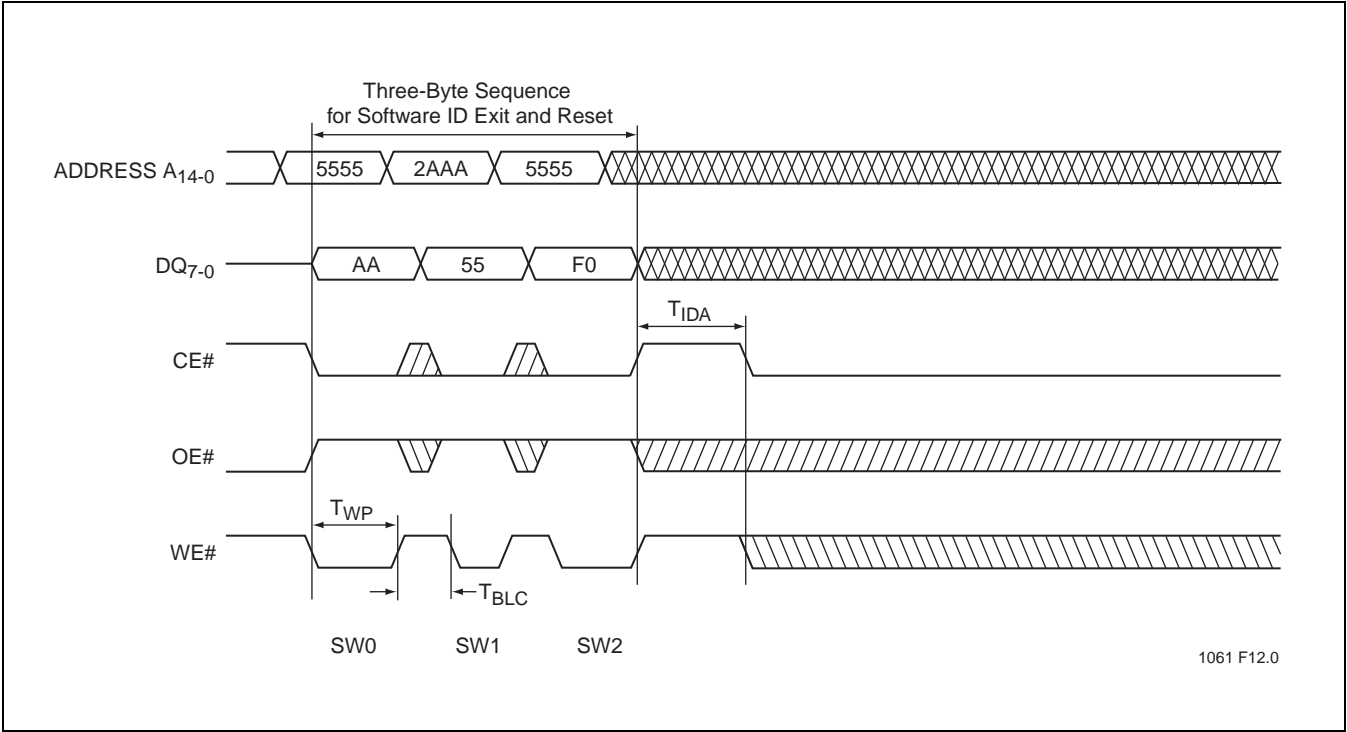 Three-Byte Sequence
for Software ID Exit and Reset
ADDRESS A14-0 5555 2AAA 5555
DQ7-0 AA 55 F0
TIDA
CE#
OE#
TWP
WE#
TBLC
SW0 SW1 SW2
1061 F12.0